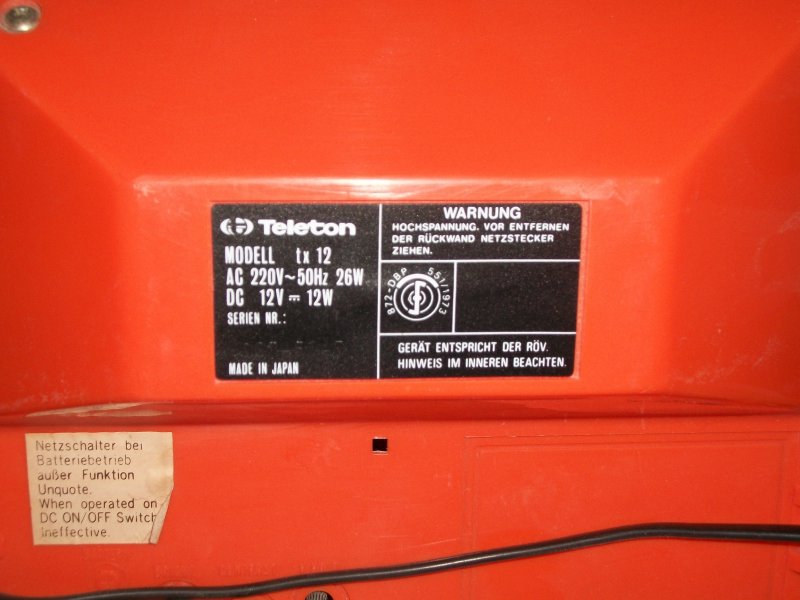 Teleton
MODELL tx 12
AC 220V~50Hz 26W
DC 12V⎓12W
SERIEN NR.:
MADE IN JAPAN
WARNUNG
HOCHSPANNUNG. VOR ENTFERNEN
DER RÜCKWAND NETZSTECKER
ZIEHEN.
872-DBP 551/1973
GERÄT ENTSPRICHT DER RÖV.
HINWEIS IM INNEREN BEACHTEN.
Netzschalter bei
Batteriebetrieb
außer Funktion
Unquote.
When operated on
DC ON/OFF Switch
Ineffective.